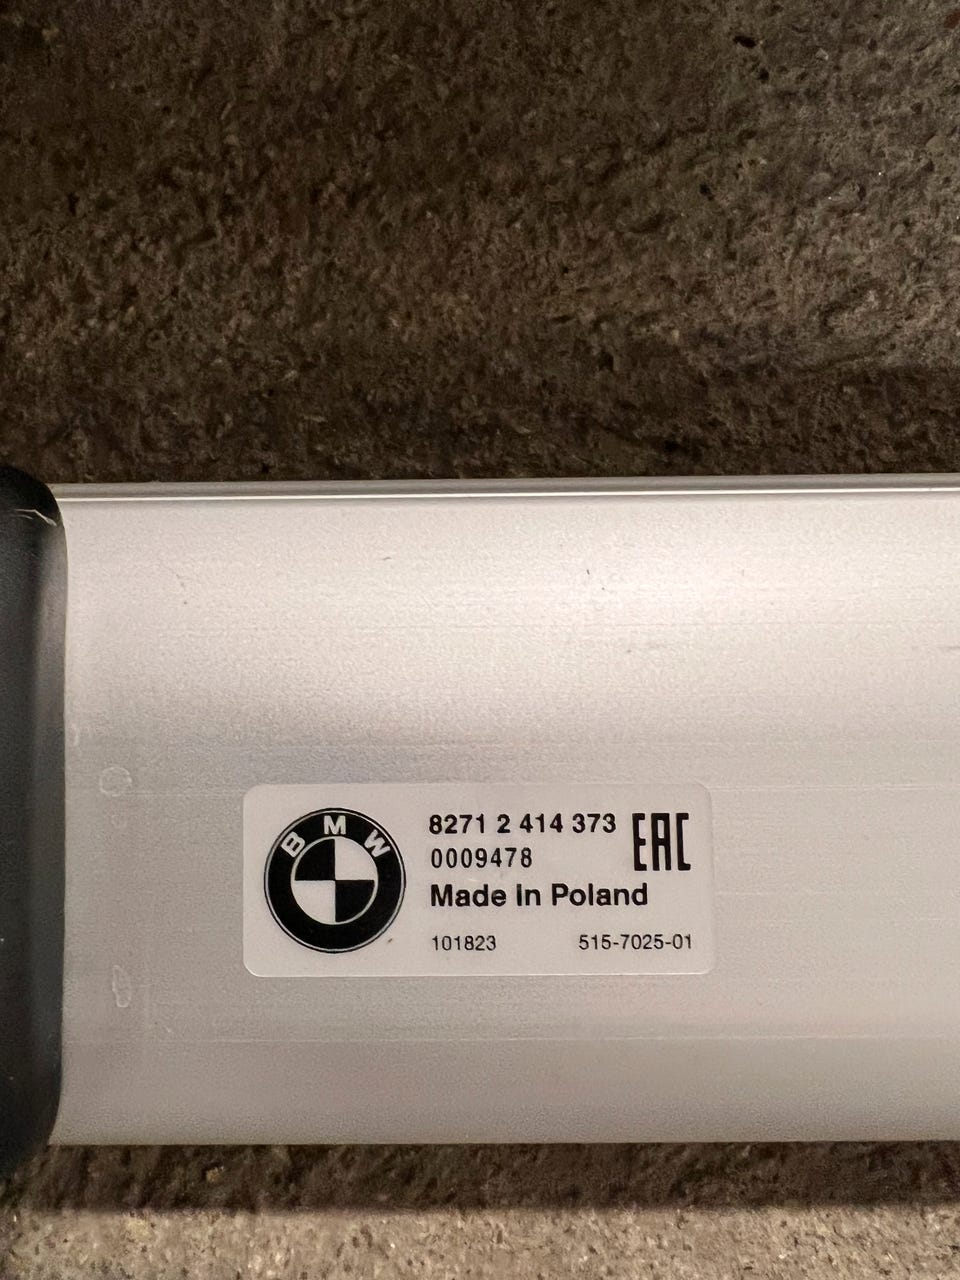 BMW
8271 2 414 373
EAC
0009478
Made in Poland
101823
515-7025-01